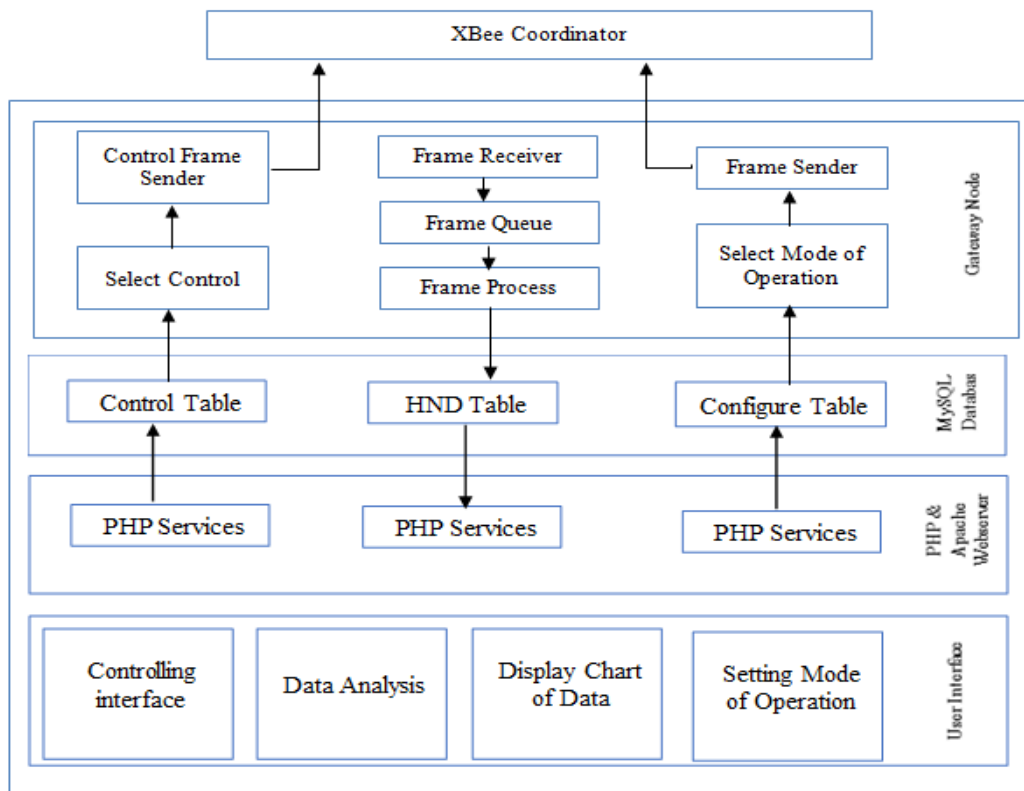 XBee Coordinator
Control Frame
Sender
Frame Receiver
Frame Sender
Frame Queue
Select Control
Frame Process
Select Mode of
Operation
Gateway Node
Control Table
HND Table
Configure Table
MySQL
Databas
PHP Services
PHP Services
PHP Services
PHP &
Apache
Webserver
Controlling
interface
Data Analysis
Display Chart
of Data
Setting Mode
of Operation
User Interface